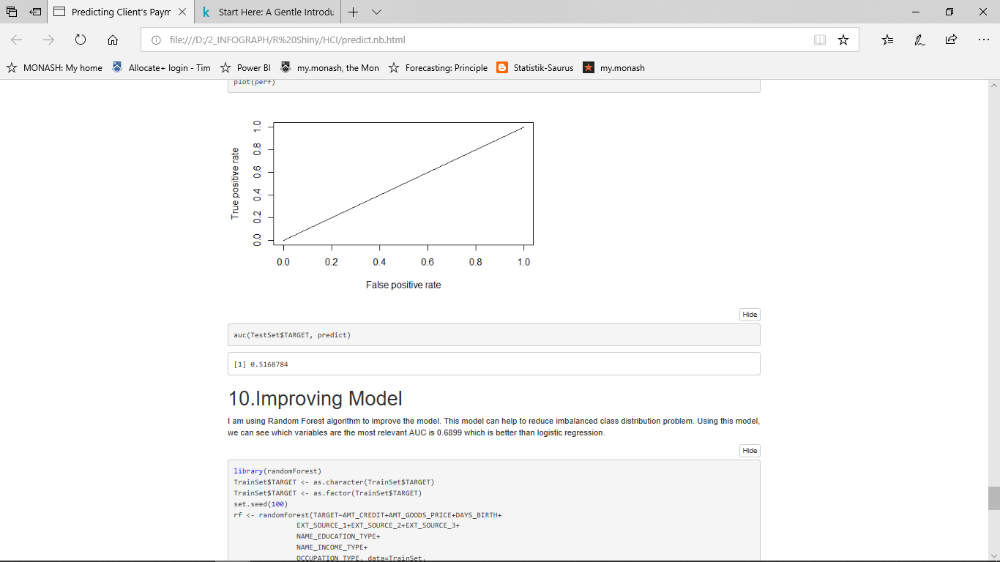 Predicting Client's Paym
Start Here: A Gentle Introdu
file:///D:/2_INFOGRAPH/R%20Shiny/HCI/predict.nb.html
MONASH: My home
Allocate+ login - Tim
Power BI
my.monash, the Mon
Forecasting: Principle
Statistik-Saurus
my.monash
plot(perf)
True positive rate
0.0 0.2 0.4 0.6 0.8 1.0
0.0 0.2 0.4 0.6 0.8 1.0
False positive rate
Hide
auc(TestSet$TARGET, predict)
[1] 0.5168784
10.Improving Model
I am using Random Forest algorithm to improve the model. This model can help to reduce imbalanced class distribution problem. Using this model,
we can see which variables are the most relevant.AUC is 0.6899 which is better than logistic regression.
Hide
library(randomForest)
TrainSet$TARGET <- as.character(TrainSet$TARGET)
TrainSet$TARGET <- as.factor(TrainSet$TARGET)
set.seed(100)
rf <- randomForest(TARGET~AMT_CREDIT+AMT_GOODS_PRICE+DAYS_BIRTH+
EXT_SOURCE_1+EXT_SOURCE_2+EXT_SOURCE_3+
NAME_EDUCATION_TYPE+
NAME_INCOME_TYPE+
OCCUPATION_TYPE, data=TrainSet,